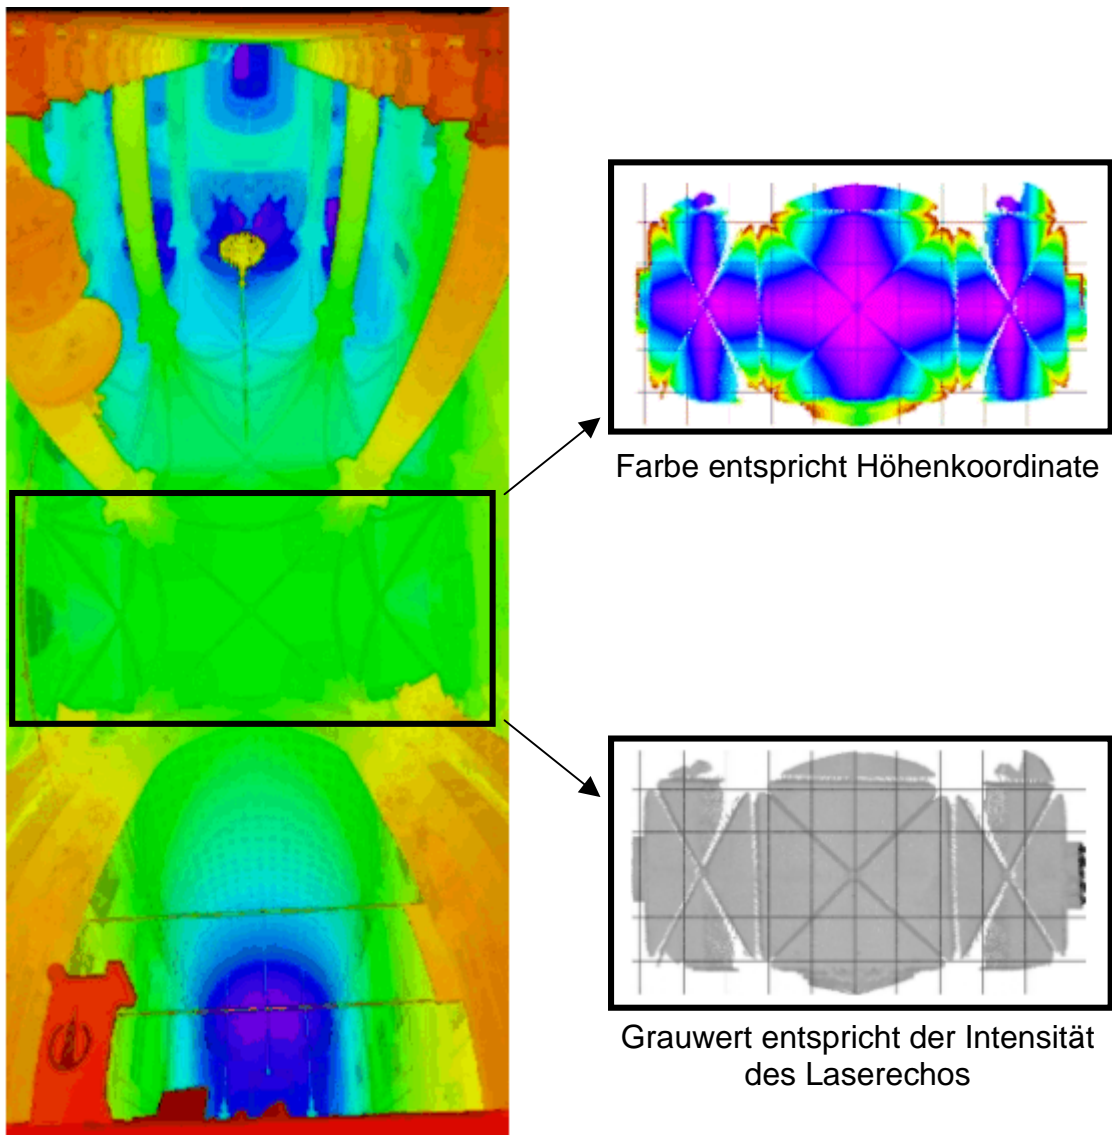 Farbe entspricht Höhenkoordinate
Grauwert entspricht der Intensität
des Laserechos